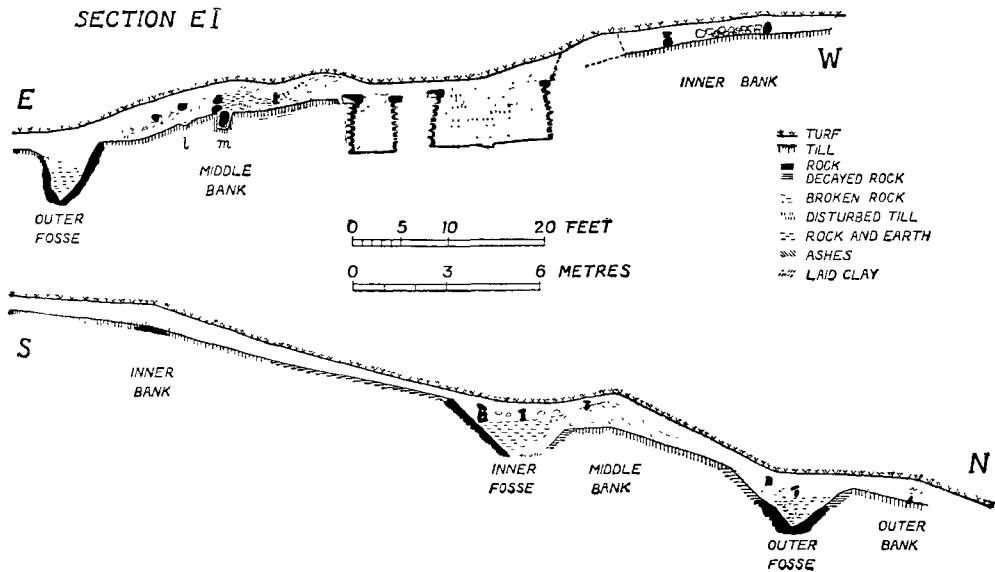 SECTION EI
E
W
INNER BANK
l
m
MIDDLE
BANK
OUTER
FOSSE
TURF
TILL
ROCK
DECAYED ROCK
BROKEN ROCK
DISTURBED TILL
ROCK AND EARTH
ASHES
LAID CLAY
0 5 10 20 FEET
0 3 6
METRES
S
INNER
BANK
INNER
FOSSE
MIDDLE
BANK
N
OUTER
FOSSE
OUTER
BANK